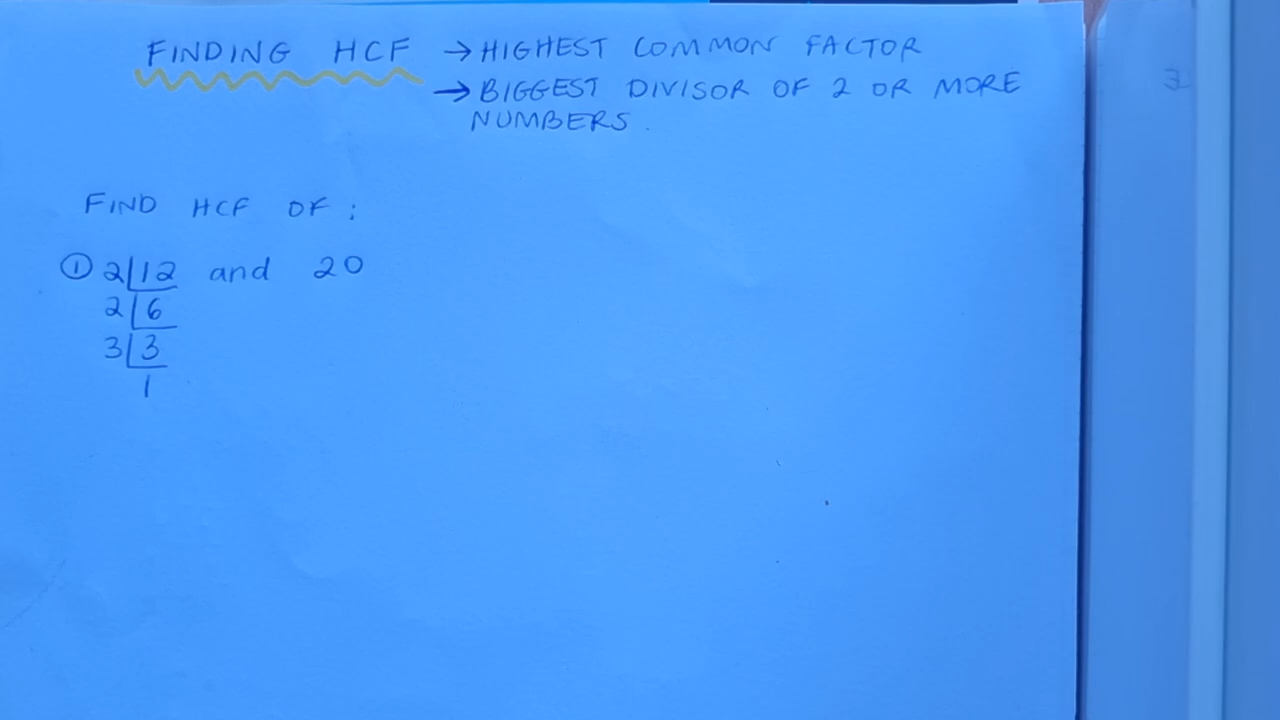 FINDING HCF → HIGHEST COMMON FACTOR
→ BIGGEST DIVISOR OF 2 OR MORE
NUMBERS.
FIND HCF OF :
① 2|12 and 20
2|6
3|3
1